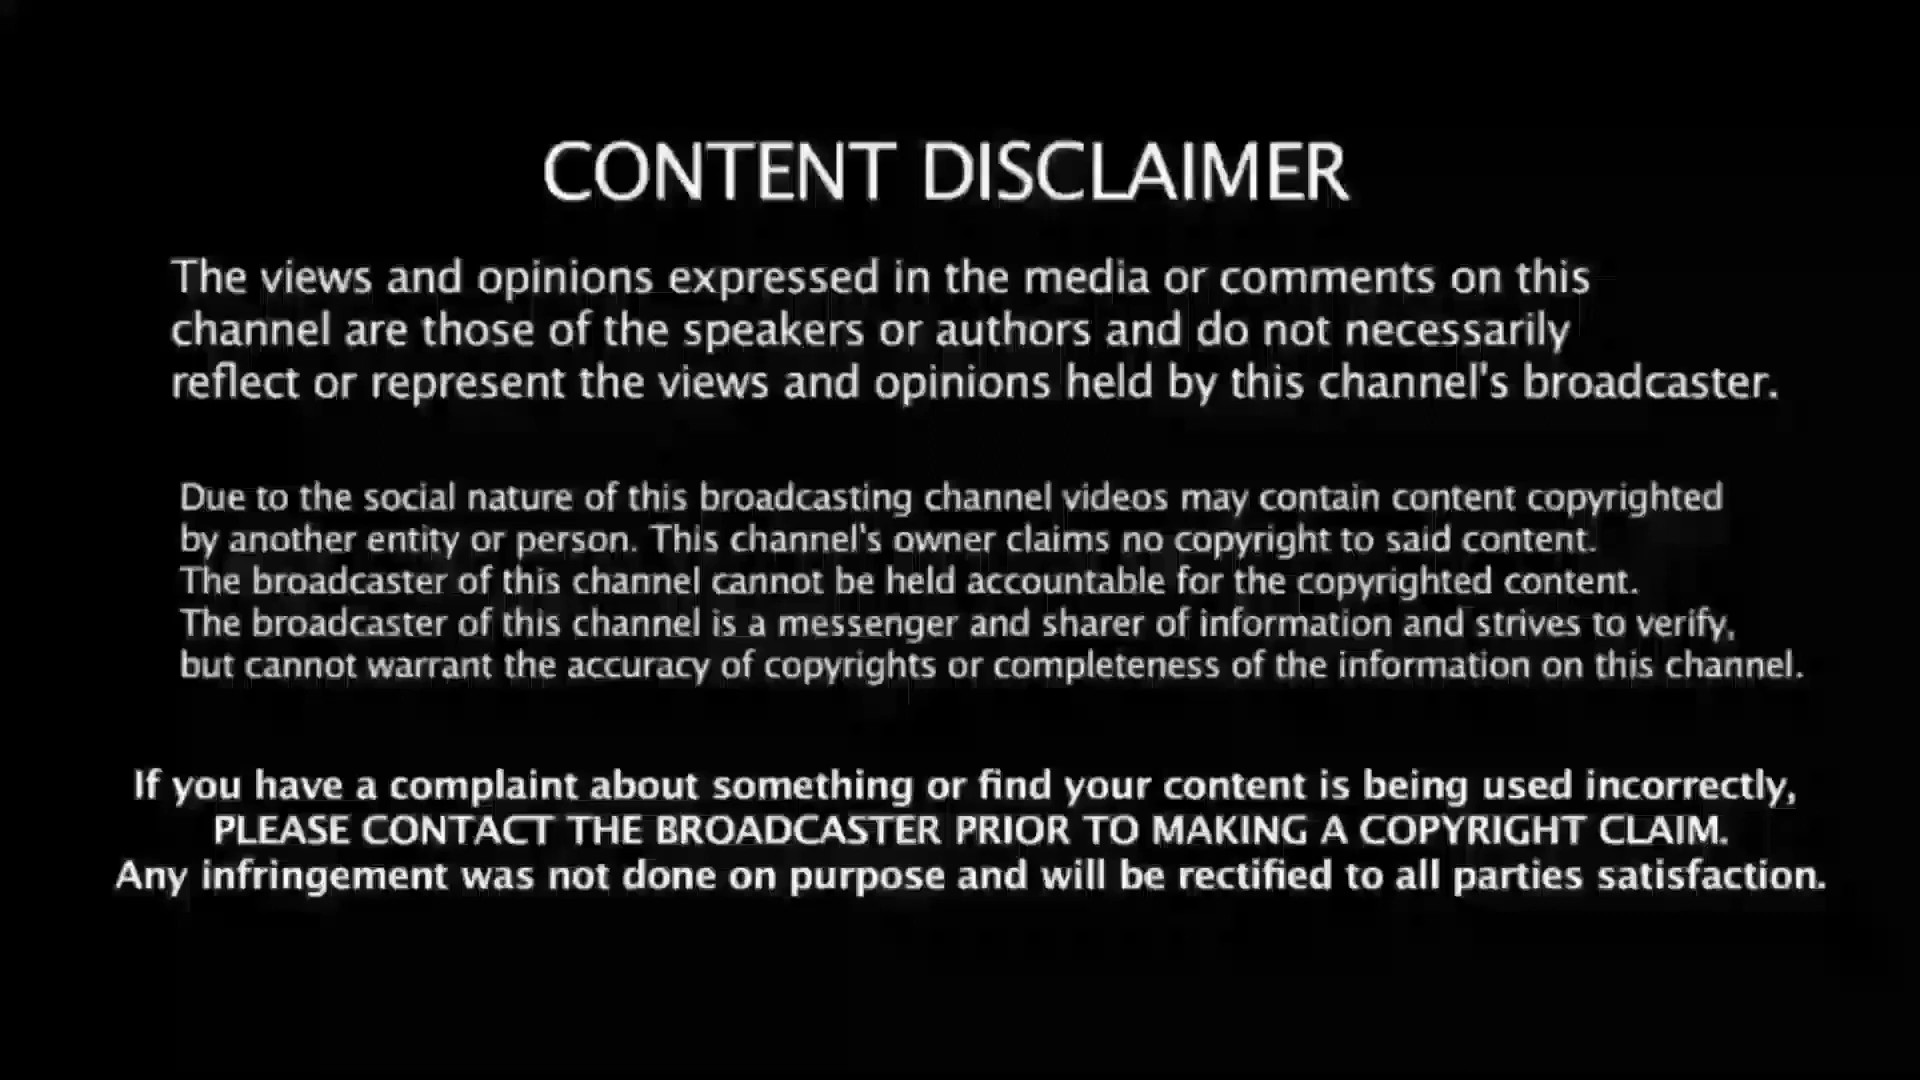 CONTENT DISCLAIMER
The views and opinions expressed in the media or comments on this
channel are those of the speakers or authors and do not necessarily
reflect or represent the views and opinions held by this channel's broadcaster.
Due to the social nature of this broadcasting channel videos may contain content copyrighted
by another entity or person. This channel's owner claims no copyright to said content.
The broadcaster of this channel cannot be held accountable for the copyrighted content.
The broadcaster of this channel is a messenger and sharer of information and strives to verify,
but cannot warrant the accuracy of copyrights or completeness of the information on this channel.
If you have a complaint about something or find your content is being used incorrectly,
PLEASE CONTACT THE BROADCASTER PRIOR TO MAKING A COPYRIGHT CLAIM.
Any infringement was not done on purpose and will be rectified to all parties satisfaction.